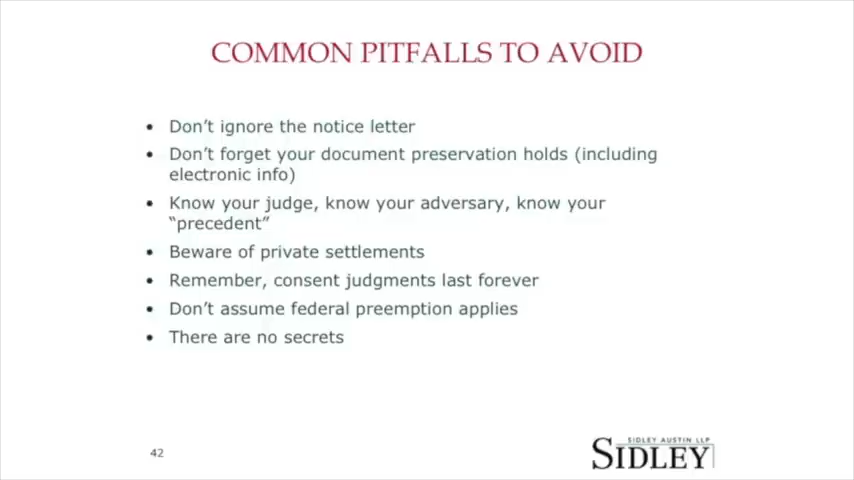 COMMON PITFALLS TO AVOID
• Don't ignore the notice letter
• Don't forget your document preservation holds (including
electronic info)
• Know your judge, know your adversary, know your
“precedent”
• Beware of private settlements
• Remember, consent judgments last forever
• Don't assume federal preemption applies
• There are no secrets
42
SIDLEY AUSTIN LLP
SIDLEY